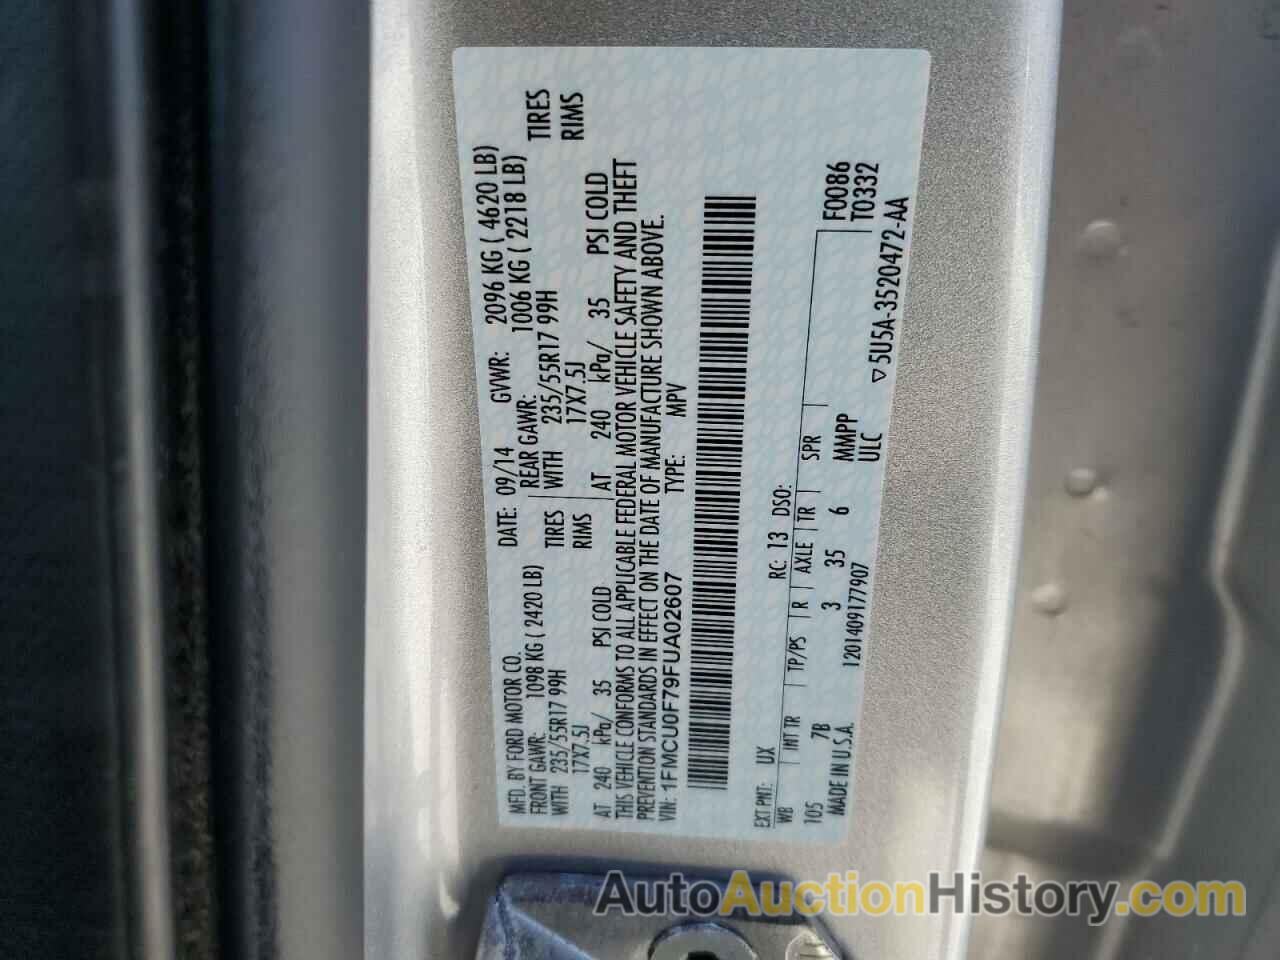 MFD. BY FORD MOTOR CO. DATE: 09/14 GVWR: 2096 KG ( 4620 LB)
FRONT GAWR: 1098 KG ( 2420 LB) REAR GAWR: 1006 KG ( 2218 LB)
WITH 235/55R17 99H TIRES WITH 235/55R17 99H TIRES
17X7.5J RIMS 17X7.5J RIMS
AT 240 kPa/ 35 PSI COLD AT 240 kPa/ 35 PSI COLD
THIS VEHICLE CONFORMS TO ALL APPLICABLE FEDERAL MOTOR VEHICLE SAFETY AND THEFT
PREVENTION STANDARDS IN EFFECT ON THE DATE OF MANUFACTURE SHOWN ABOVE.
VIN: 1FMCU0F79FUA02607 TYPE: MPV
EXT PNT: UX RC: 13 DSO: F0086
WB INT TR TP/PS R AXLE TR SPR T0332
105 7B 3 35 6 MMPP
MADE IN U.S.A. 1201409177907 ULC
▽5U5A-3520472-AA
AutoAuctionHistory.com